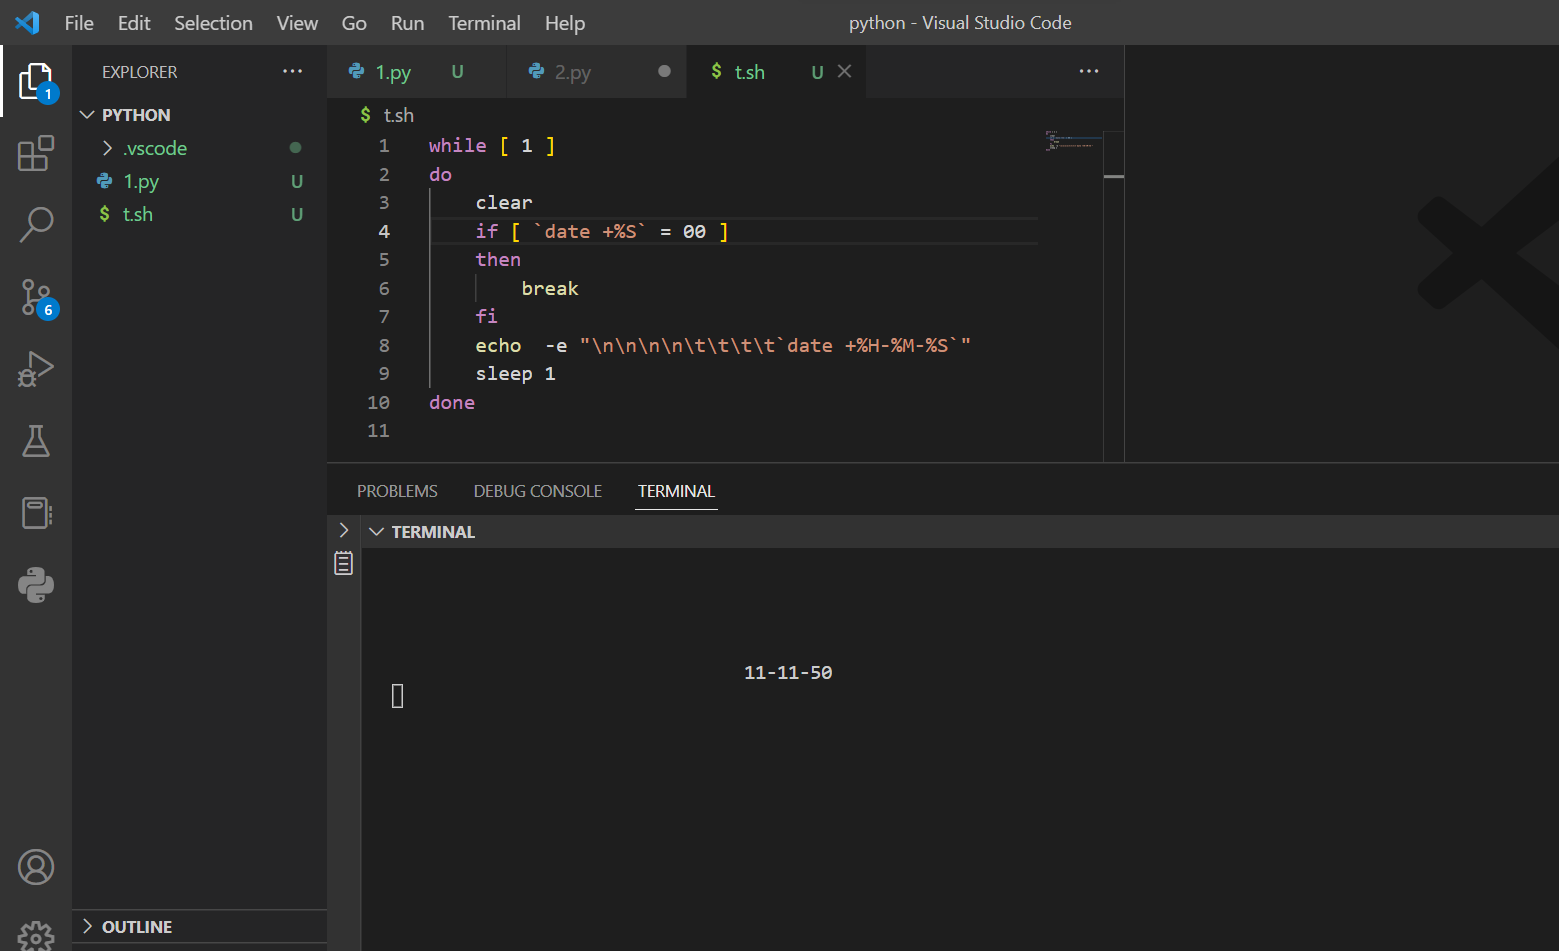 File Edit Selection View Go Run Terminal Help python - Visual Studio Code
EXPLORER ···
PYTHON
.vscode
1.py U
t.sh U
OUTLINE
1
6
1.py U 2.py t.sh U ···
$ t.sh
1 while [ 1 ]
2 do
3 clear
4 if [ `date +%S` = 00 ]
5 then
6 break
7 fi
8 echo  -e "\n\n\n\n\t\t\t\t`date +%H-%M-%S`"
9 sleep 1
10 done
11
PROBLEMS DEBUG CONSOLE TERMINAL
TERMINAL
11-11-50